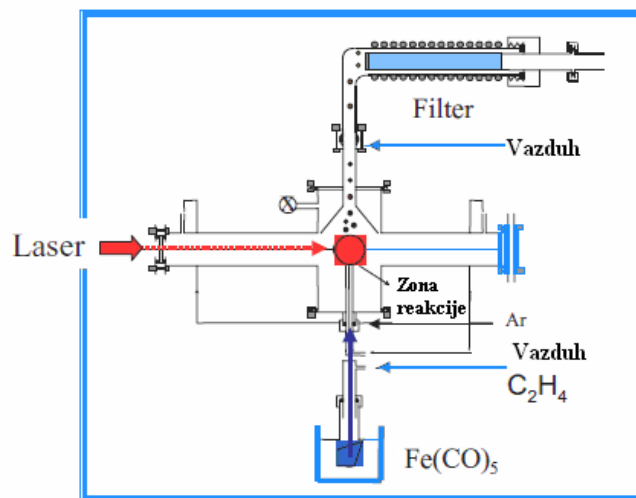 Filter
Vazduh
Laser
Zona
reakcije
Ar
Vazduh
C₂H₄
Fe(CO)₅